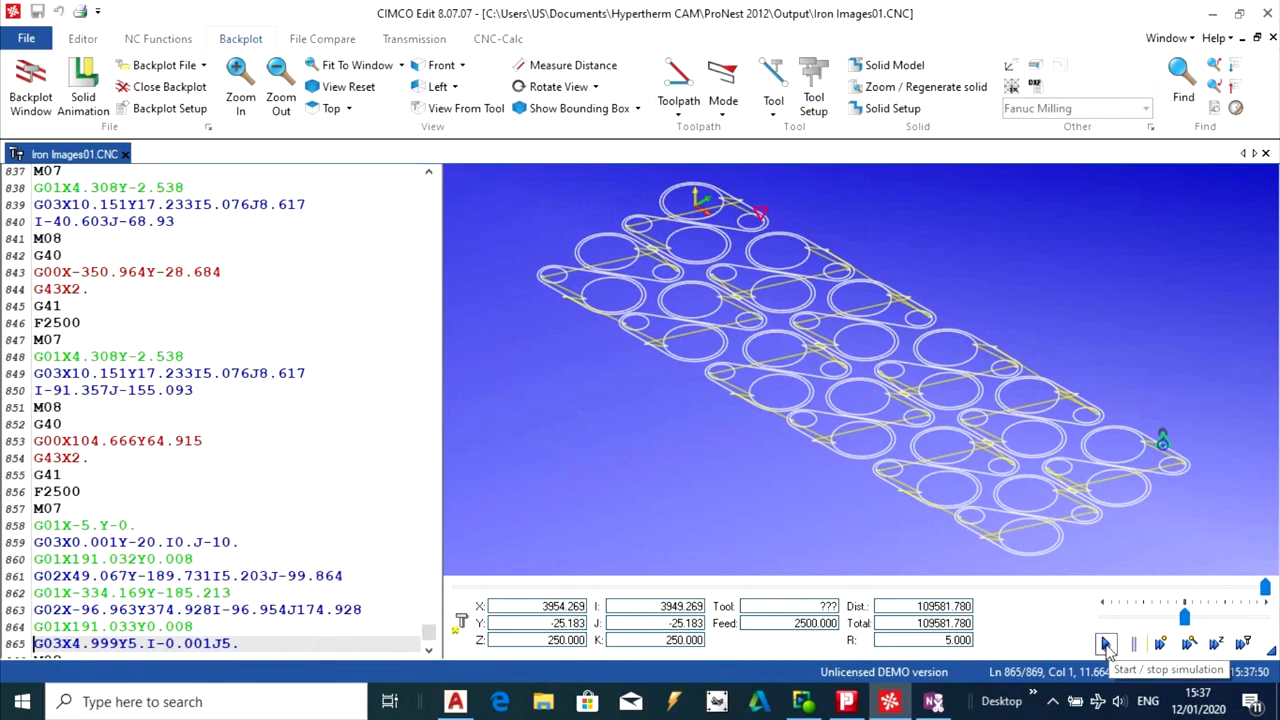 CIMCO Edit 8.07.07 - [C:\Users\US\Documents\Hypertherm CAM\ProNest 2012\Output\Iron Images01.CNC]
File Editor NC Functions Backplot File Compare Transmission CNC-Calc Window Help
Backplot Window
Solid Animation
Backplot File
Close Backplot
Backplot Setup
File
Zoom In
Zoom Out
Fit To Window
View Reset
Top
Front
Left
View From Tool
Measure Distance
Rotate View
Show Bounding Box
View
Toolpath
Mode
Toolpath
Tool
Tool Setup
Tool
Solid Model
Zoom / Regenerate solid
Solid Setup
Solid
DXF
Fanuc Milling
Other
Find
Find
Iron Images01.CNC
837 M07
838 G01X4.308Y-2.538
839 G03X10.151Y17.233I5.076J8.617
840 I-40.603J-68.93
841 M08
842 G40
843 G00X-350.964Y-28.684
844 G43X2.
845 G41
846 F2500
847 M07
848 G01X4.308Y-2.538
849 G03X10.151Y17.233I5.076J8.617
850 I-91.357J-155.093
851 M08
852 G40
853 G00X104.666Y64.915
854 G43X2.
855 G41
856 F2500
857 M07
858 G01X-5.Y-0.
859 G03X0.001Y-20.I0.J-10.
860 G01X191.032Y0.008
861 G02X49.067Y-189.731I5.203J-99.864
862 G01X-334.169Y-185.213
863 G02X-96.963Y374.928I-96.954J174.928
864 G01X191.033Y0.008
865 G03X4.999Y5.I-0.001J5.
X: 3954.269 I: 3949.269 Tool: ??? Dist.: 109581.780
Y: -25.183 J: -25.183 Feed: 2500.000 Total: 109581.780
Z: 250.000 K: 250.000 R: 5.000
Start / stop simulation
Unlicensed DEMO version Ln 865/869, Col 1, 11.664 15:37:50
Type here to search
Desktop
ENG
15:37
12/01/2020